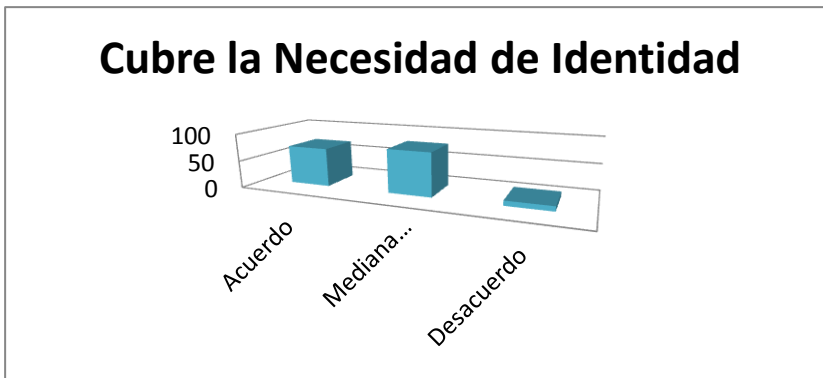 Cubre la Necesidad de Identidad
100
50
0
Acuerdo
Mediana...
Desacuerdo